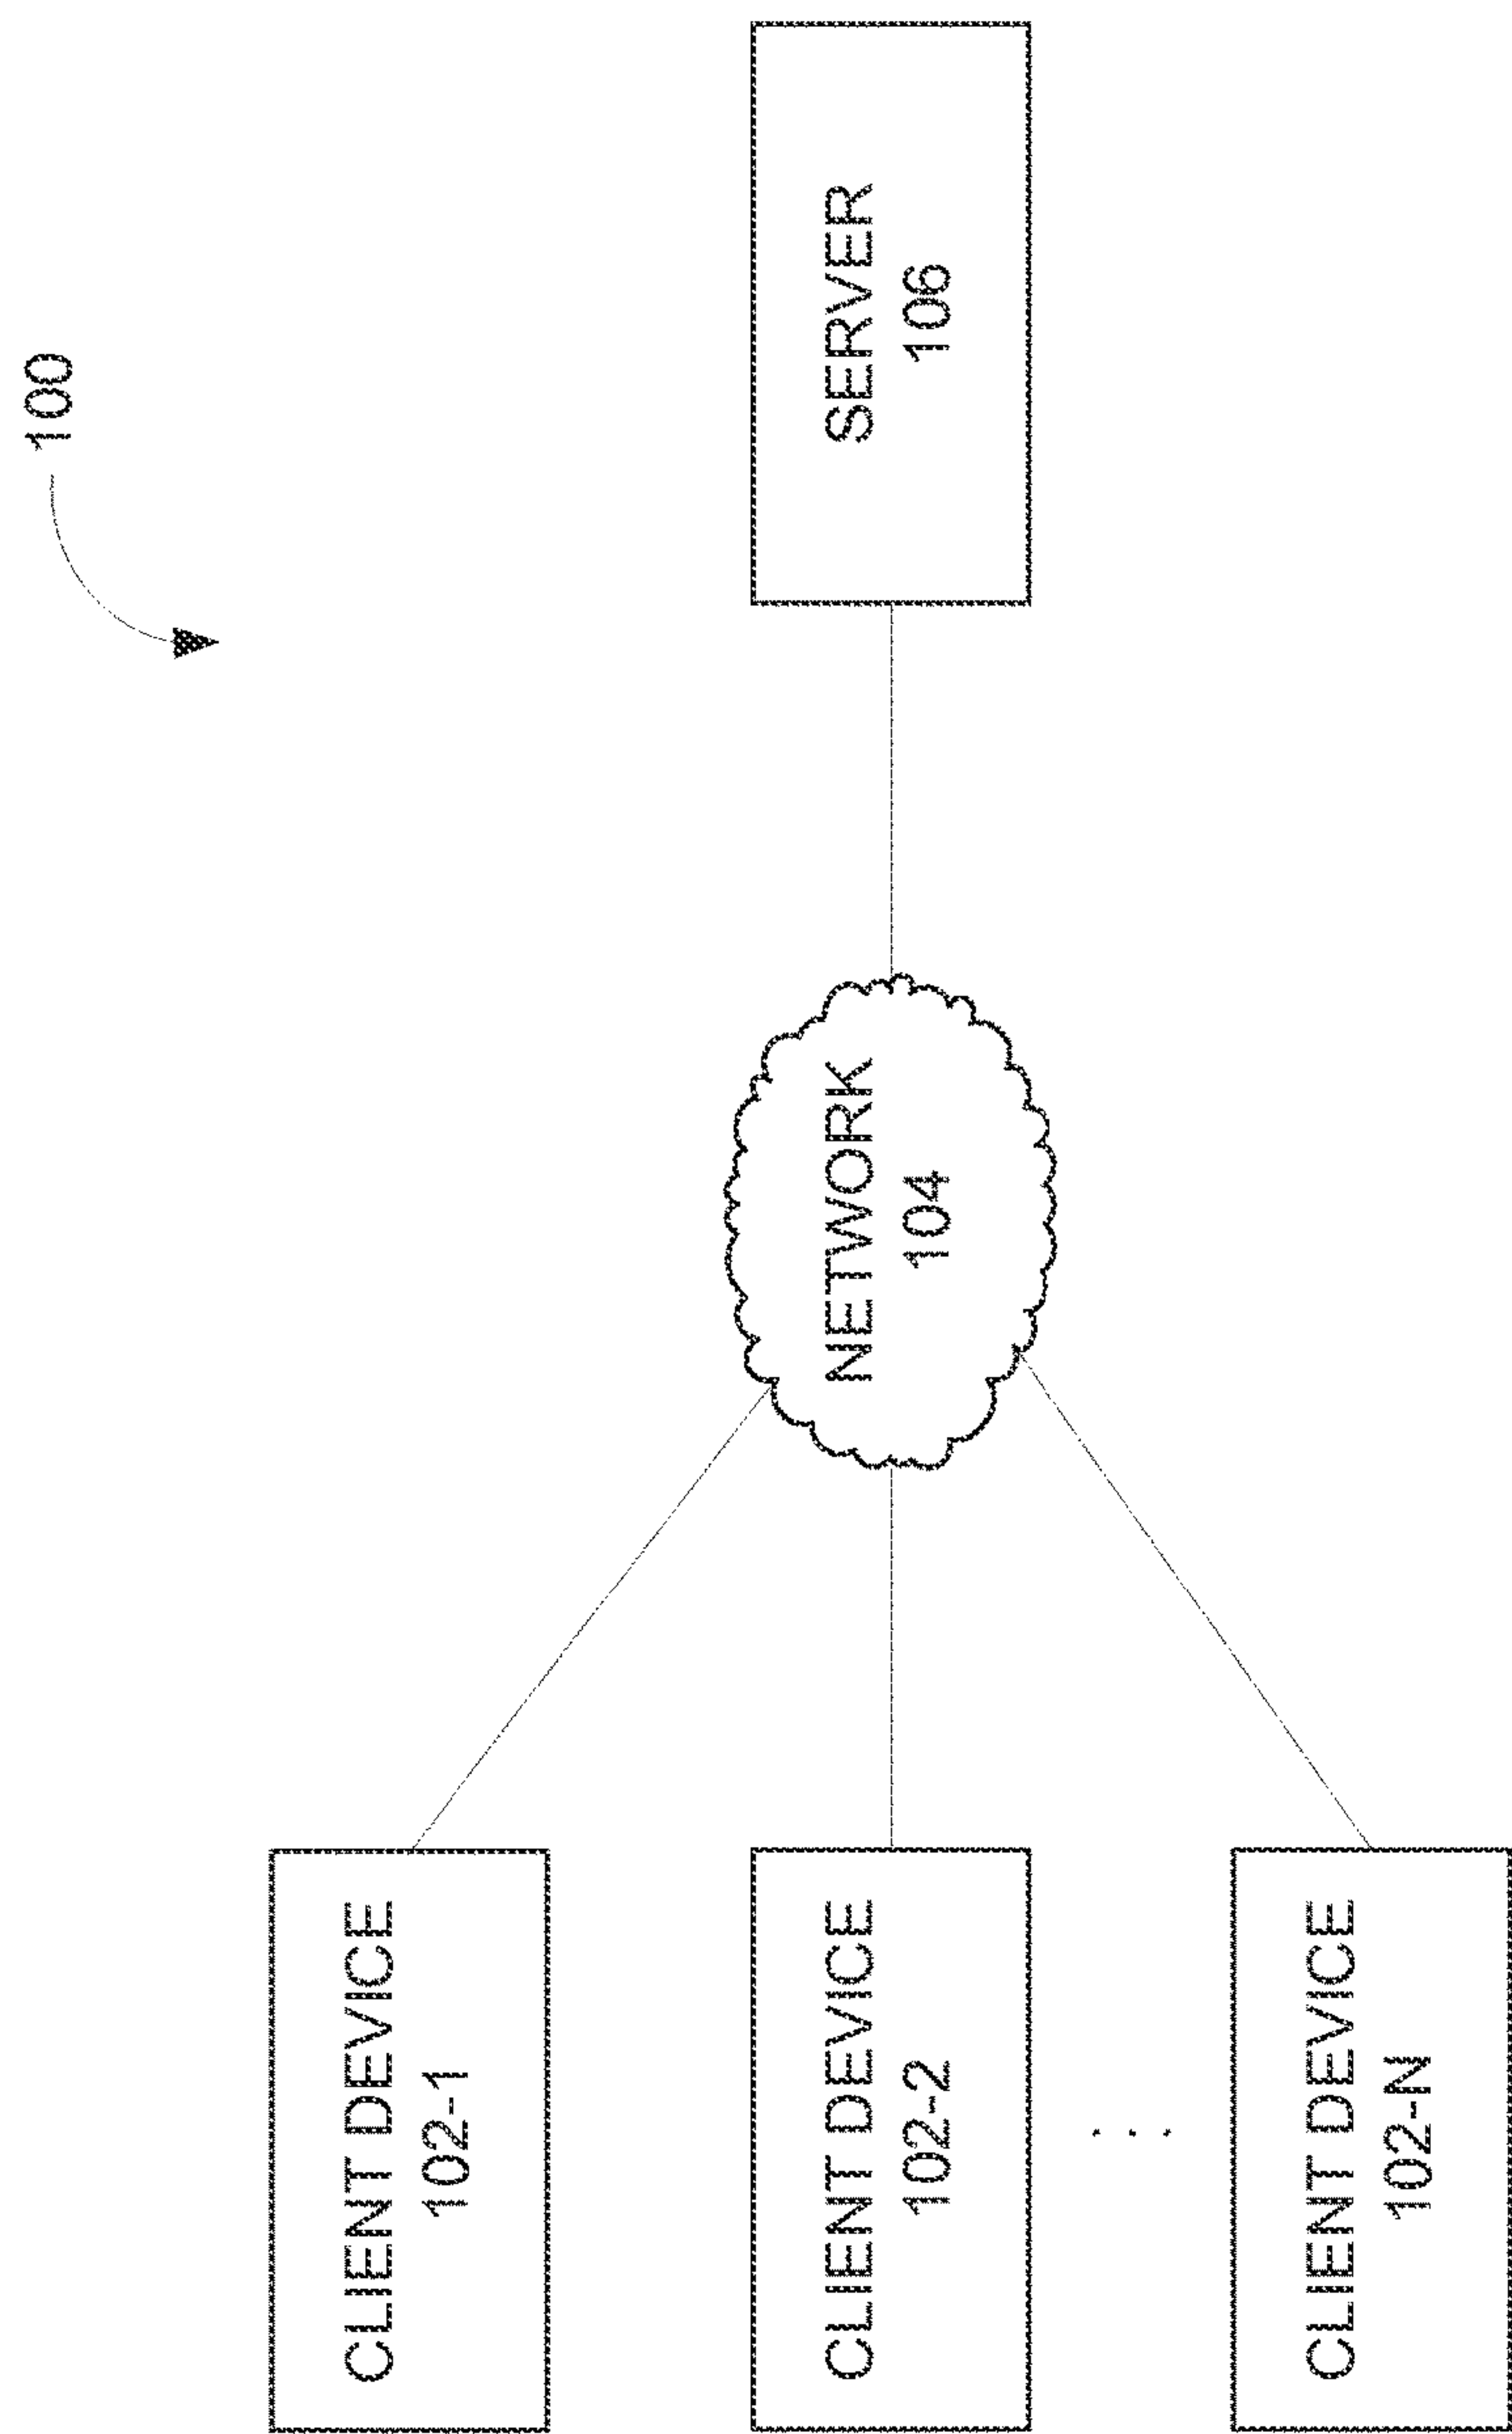 100
CLIENT DEVICE
102-1
CLIENT DEVICE
102-2
. . .
CLIENT DEVICE
102-N
NETWORK
104
SERVER
106